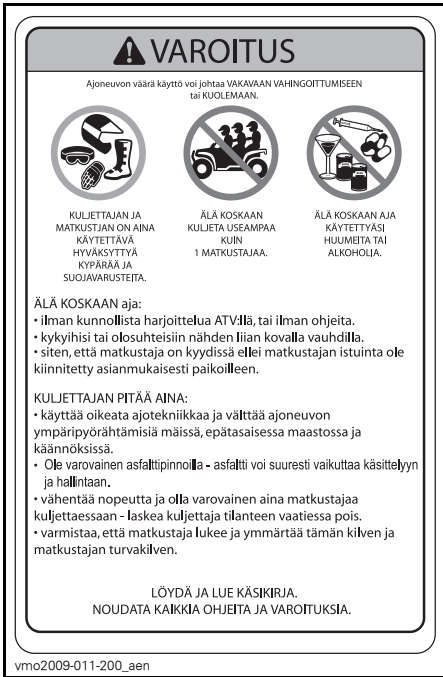 VAROITUS
Ajoneuvon väärä käyttö voi johtaa VAKAVAAN VAHINGOITTUMISEEN
tai KUOLEMAAN.
KULJETTAJAN JA
MATKUSTJAN ON AINA
KÄYTETTÄVÄ
HYVÄKSYTTYÄ
KYPÄRÄÄ JA
SUOJAVARUSTEITA.
ÄLÄ KOSKAAN
KULJETA USEAMPAA
KUIN
1 MATKUSTAJAA.
ÄLÄ KOSKAAN AJA
KÄYTETTYÄSI
HUUMEITA TAI
ALKOHOLIA.
ÄLÄ KOSKAAN aja:
• ilman kunnollista harjoittelua ATV:llä, tai ilman ohjeita.
• kykyihisi tai olosuhteisiin nähden liian kovalla vauhdilla.
• siten, että matkustaja on kyydissä ellei matkustajan istuinta ole
kiinnitetty asianmukaisesti paikoilleen.
KULJETTAJAN PITÄÄ AINA:
• käyttää oikeata ajotekniikkaa ja välttää ajoneuvon
ympäripyörähtämisiä mäissä, epätasaisessa maastossa ja
käännöksissä.
• Ole varovainen asfalttipinnoilla - asfaltti voi suuresti vaikuttaa käsittelyyn
ja hallintaan.
• vähentää nopeutta ja olla varovainen aina matkustajaa
kuljettaessaan - laskea kuljettaja tilanteen vaatiessa pois.
• varmistaa, että matkustaja lukee ja ymmärtää tämän kilven ja
matkustajan turvakilven.
LÖYDÄ JA LUE KÄSIKIRJA.
NOUDATA KAIKKIA OHJEITA JA VAROITUKSIA.
vmo2009-011-200_aen